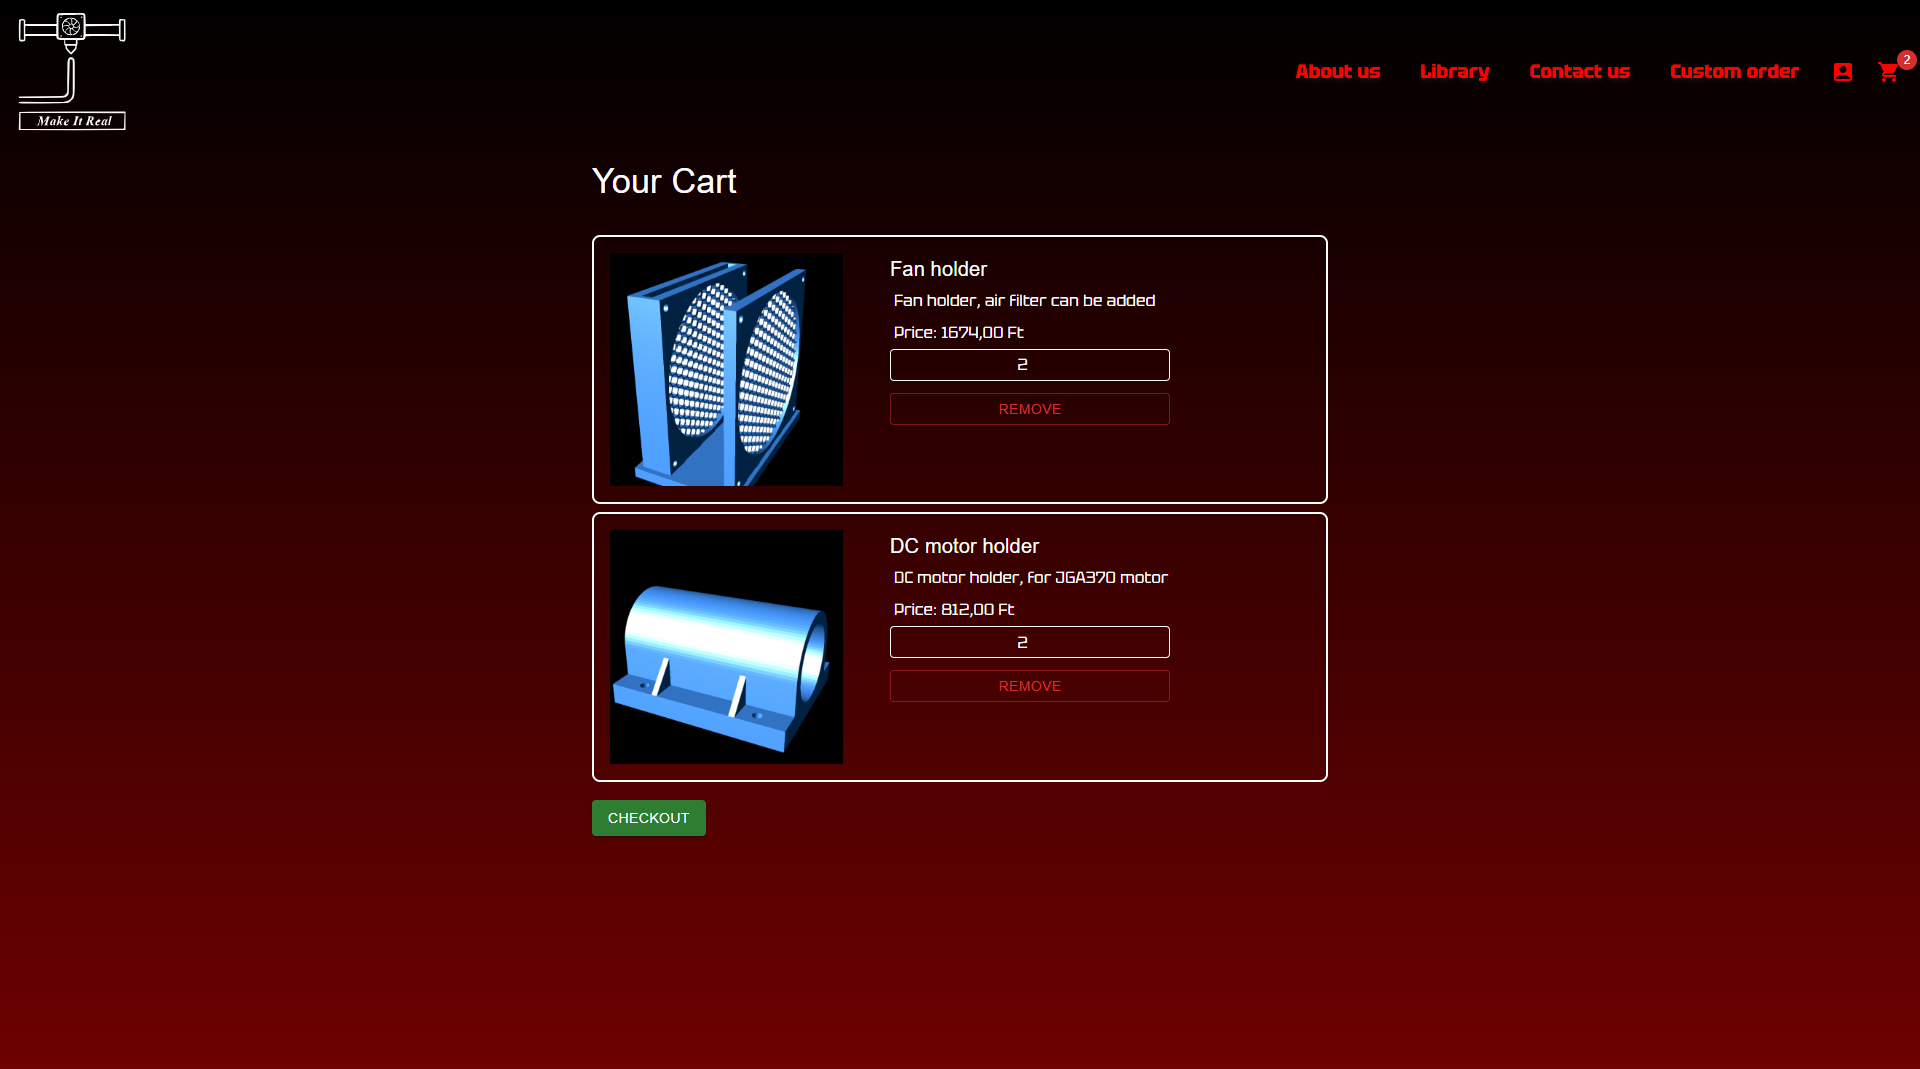 Make It Real
About us
Library
Contact us
Custom order
2
Your Cart
Fan holder
Fan holder, air filter can be added
Price: 1674,00 Ft
2
REMOVE
DC motor holder
DC motor holder, for JGA370 motor
Price: 812,00 Ft
2
REMOVE
CHECKOUT